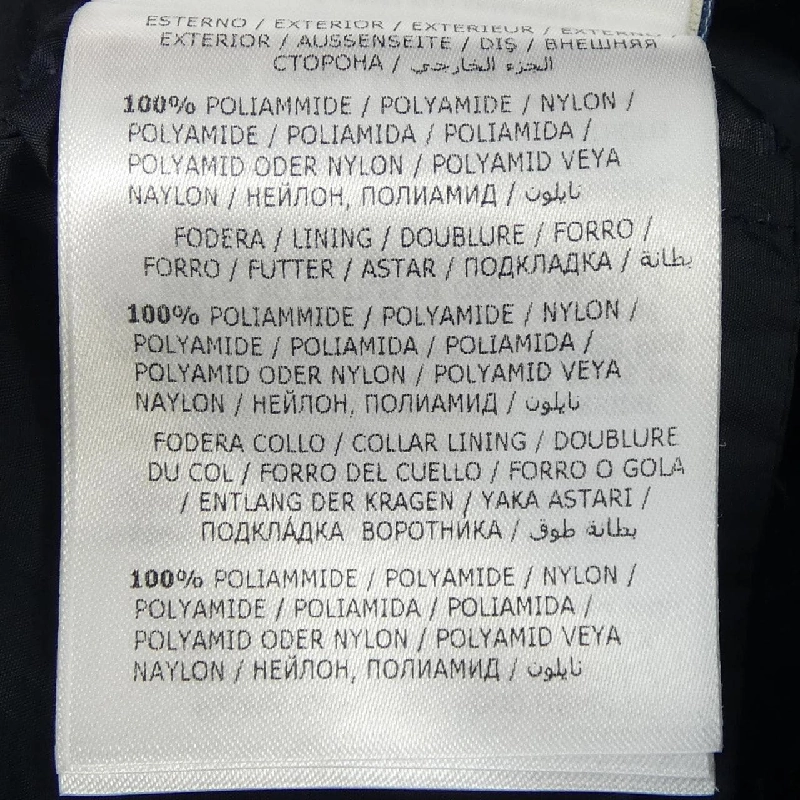 ESTERNO / EXTERIOR / EXTERIEUR / EXTERNO /
EXTERIOR / AUSSENSEITE / DIŞ / ВНЕШНЯЯ
СТОРОНА / الجزء الخارجي
100% POLIAMMIDE / POLYAMIDE / NYLON /
POLYAMIDE / POLIAMIDA / POLIAMIDA /
POLYAMID ODER NYLON / POLYAMID VEYA
NAYLON / НЕЙЛОН, ПОЛИАМИД / نايلون
FODERA / LINING / DOUBLURE / FORRO /
FORRO / FUTTER / ASTAR / ПОДКЛАДКА / بطانة
100% POLIAMMIDE / POLYAMIDE / NYLON /
POLYAMIDE / POLIAMIDA / POLIAMIDA /
POLYAMID ODER NYLON / POLYAMID VEYA
NAYLON / НЕЙЛОН, ПОЛИАМИД / نايلون
FODERA COLLO / COLLAR LINING / DOUBLURE
DU COL / FORRO DEL CUELLO / FORRO O GOLA
/ ENTLANG DER KRAGEN / YAKA ASTARI /
ПОДКЛА́ДКА ВОРОТНИКА / بطانة طوق
100% POLIAMMIDE / POLYAMIDE / NYLON /
POLYAMIDE / POLIAMIDA / POLIAMIDA /
POLYAMID ODER NYLON / POLYAMID VEYA
NAYLON / НЕЙЛОН, ПОЛИАМИД / نايلون